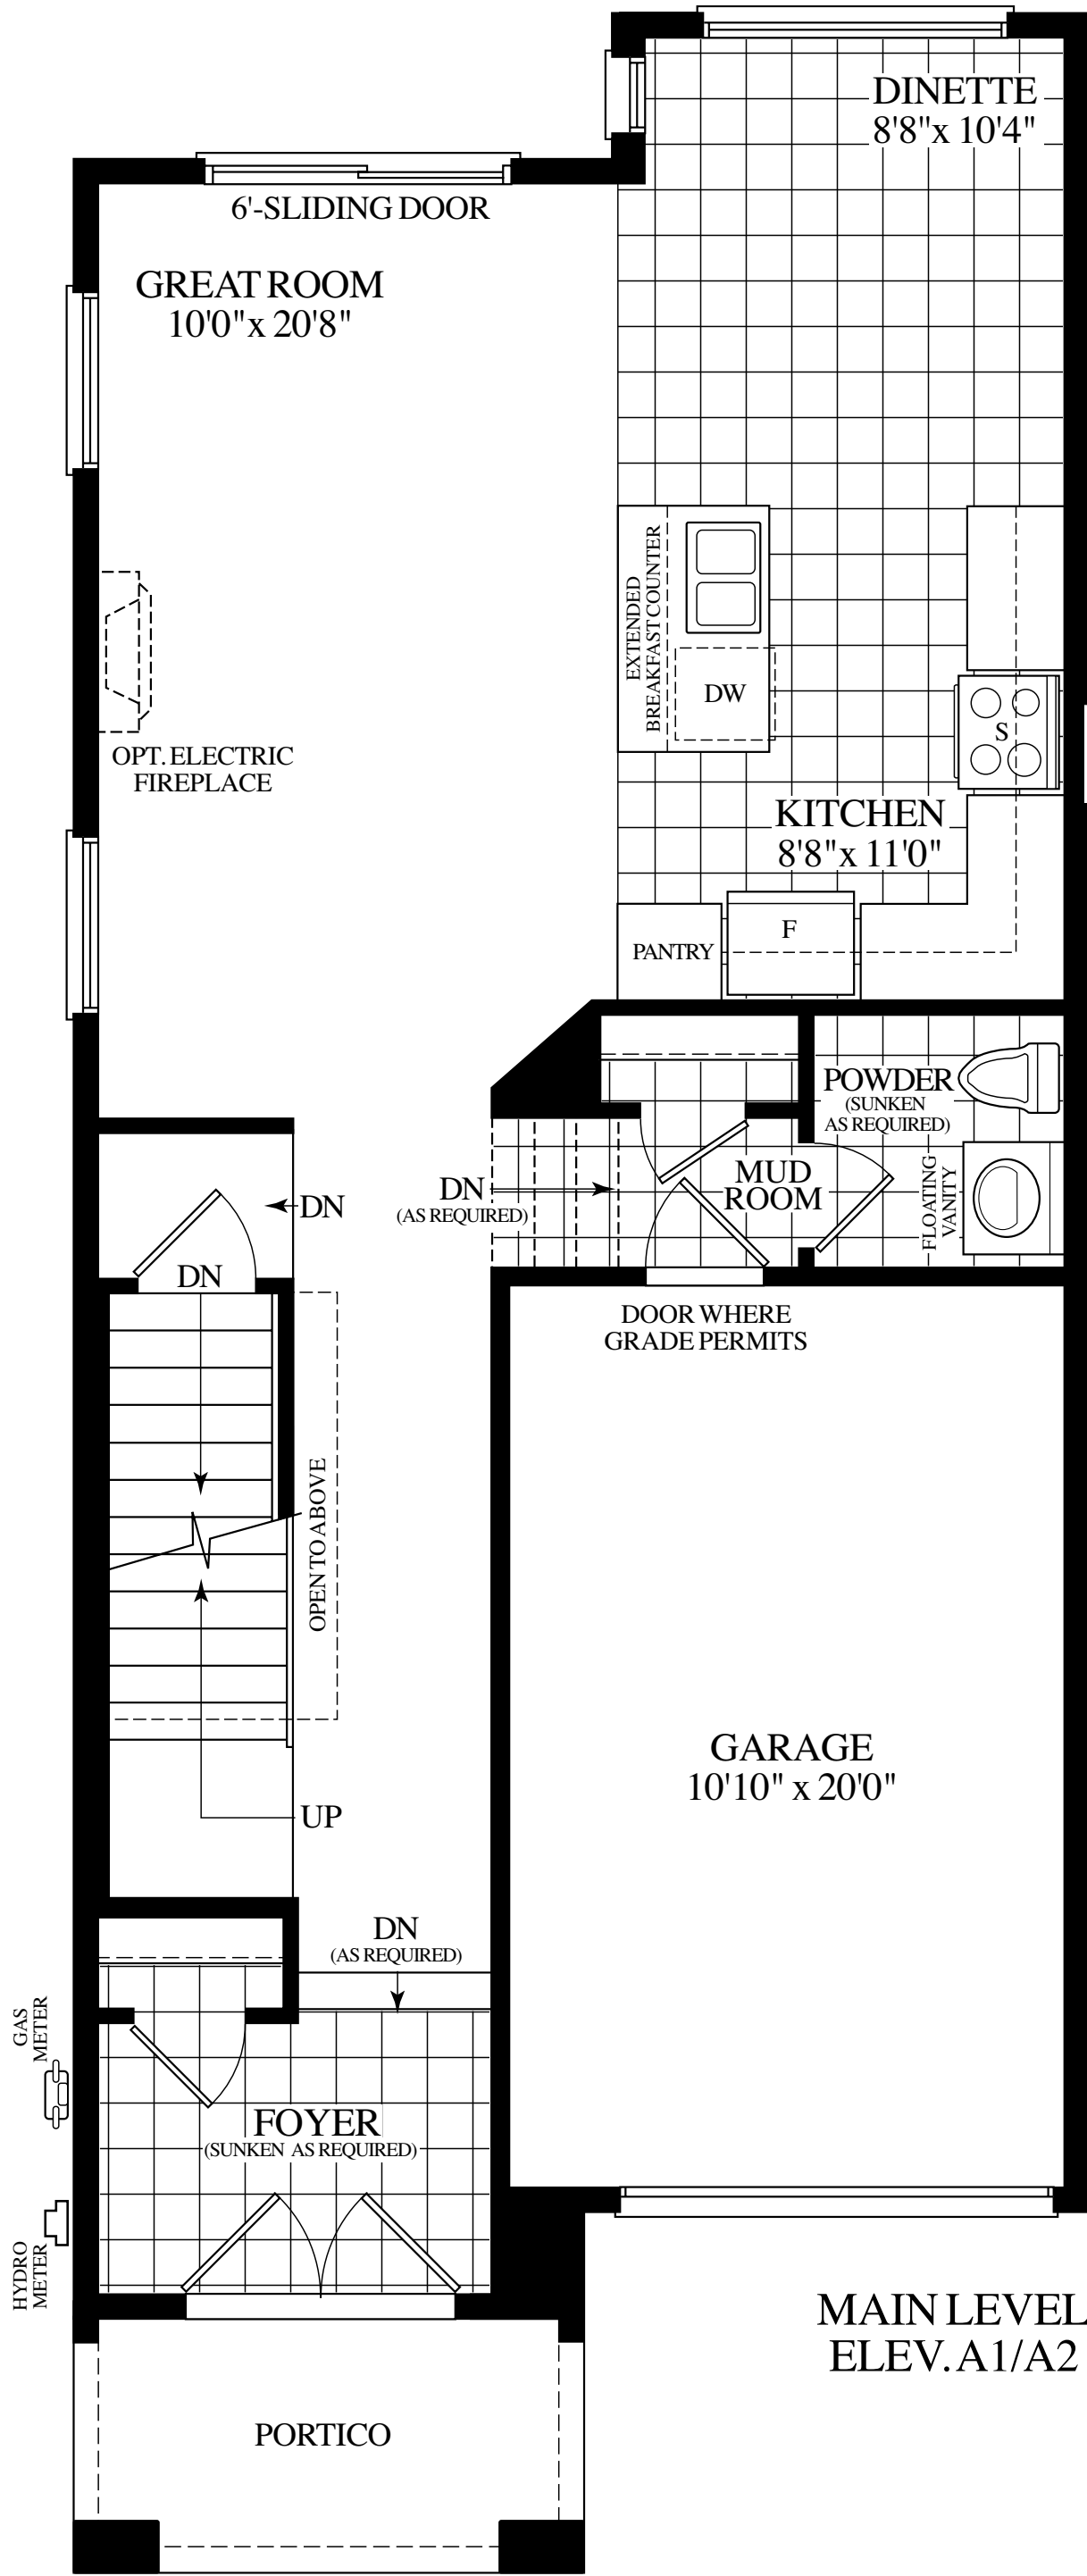 DINETTE
8'8"x 10'4"
6'-SLIDING DOOR
GREAT ROOM
10'0"x 20'8"
EXTENDED
BREAKFAST COUNTER
DW
S
OPT. ELECTRIC
FIREPLACE
KITCHEN
8'8"x 11'0"
F
PANTRY
POWDER
(SUNKEN
AS REQUIRED)
MUD
ROOM
FLOATING
VANITY
DN
(AS REQUIRED)
DN
DN
DOOR WHERE
GRADE PERMITS
OPEN TO ABOVE
GARAGE
10'10" x 20'0"
UP
DN
(AS REQUIRED)
GAS
METER
FOYER
(SUNKEN AS REQUIRED)
HYDRO
METER
MAIN LEVEL
ELEV. A1/A2
PORTICO